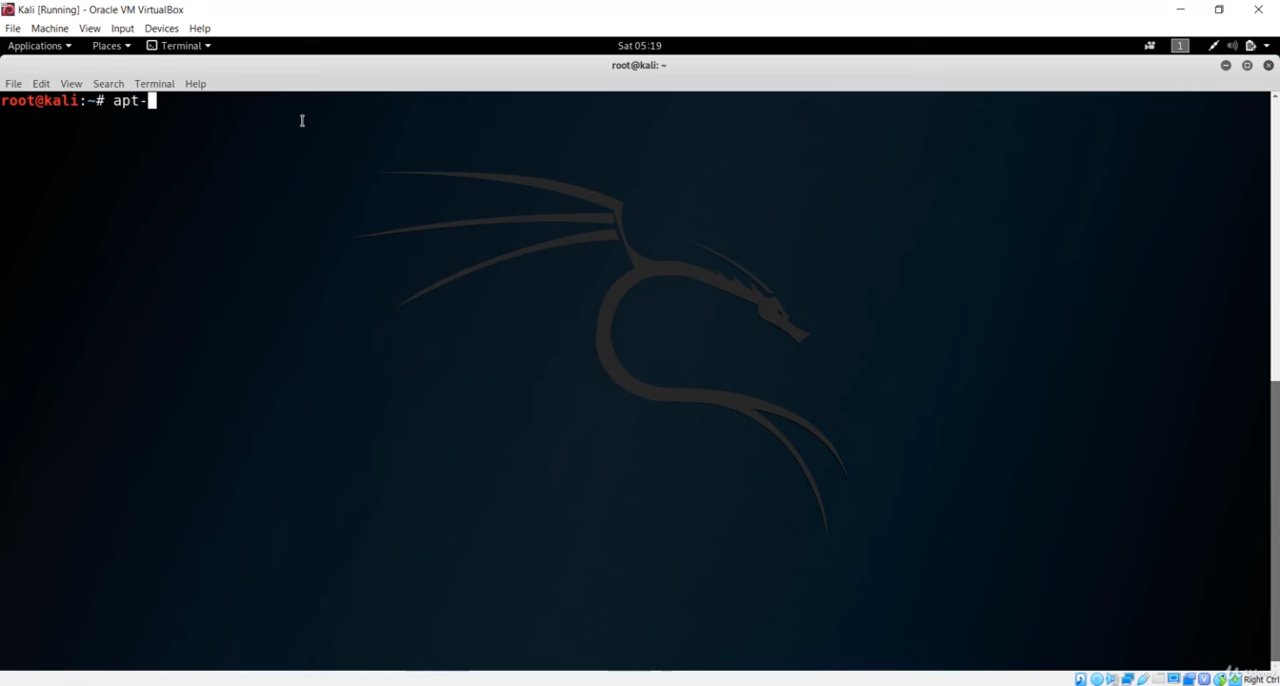 Kali [Running] - Oracle VM VirtualBox
File Machine View Input Devices Help
Applications Places Terminal Sat 05:19 1
root@kali: ~
File Edit View Search Terminal Help
root@kali:~# apt-
Right Ctrl